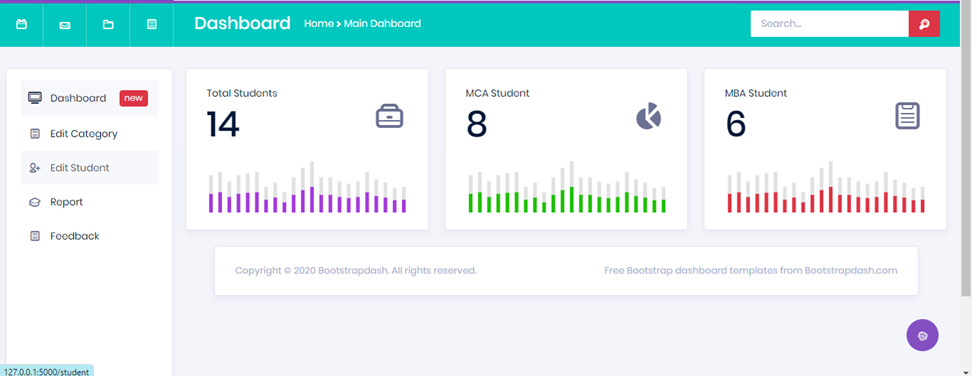 Dashboard Home > Main Dahboard Search...
Dashboard new
Edit Category
Edit Student
Report
Feedback
Total Students
14
MCA Student
8
MBA Student
6
Copyright © 2020 Bootstrapdash. All rights reserved. Free Bootstrap dashboard templates from Bootstrapdash.com
127.0.0.1:5000/student